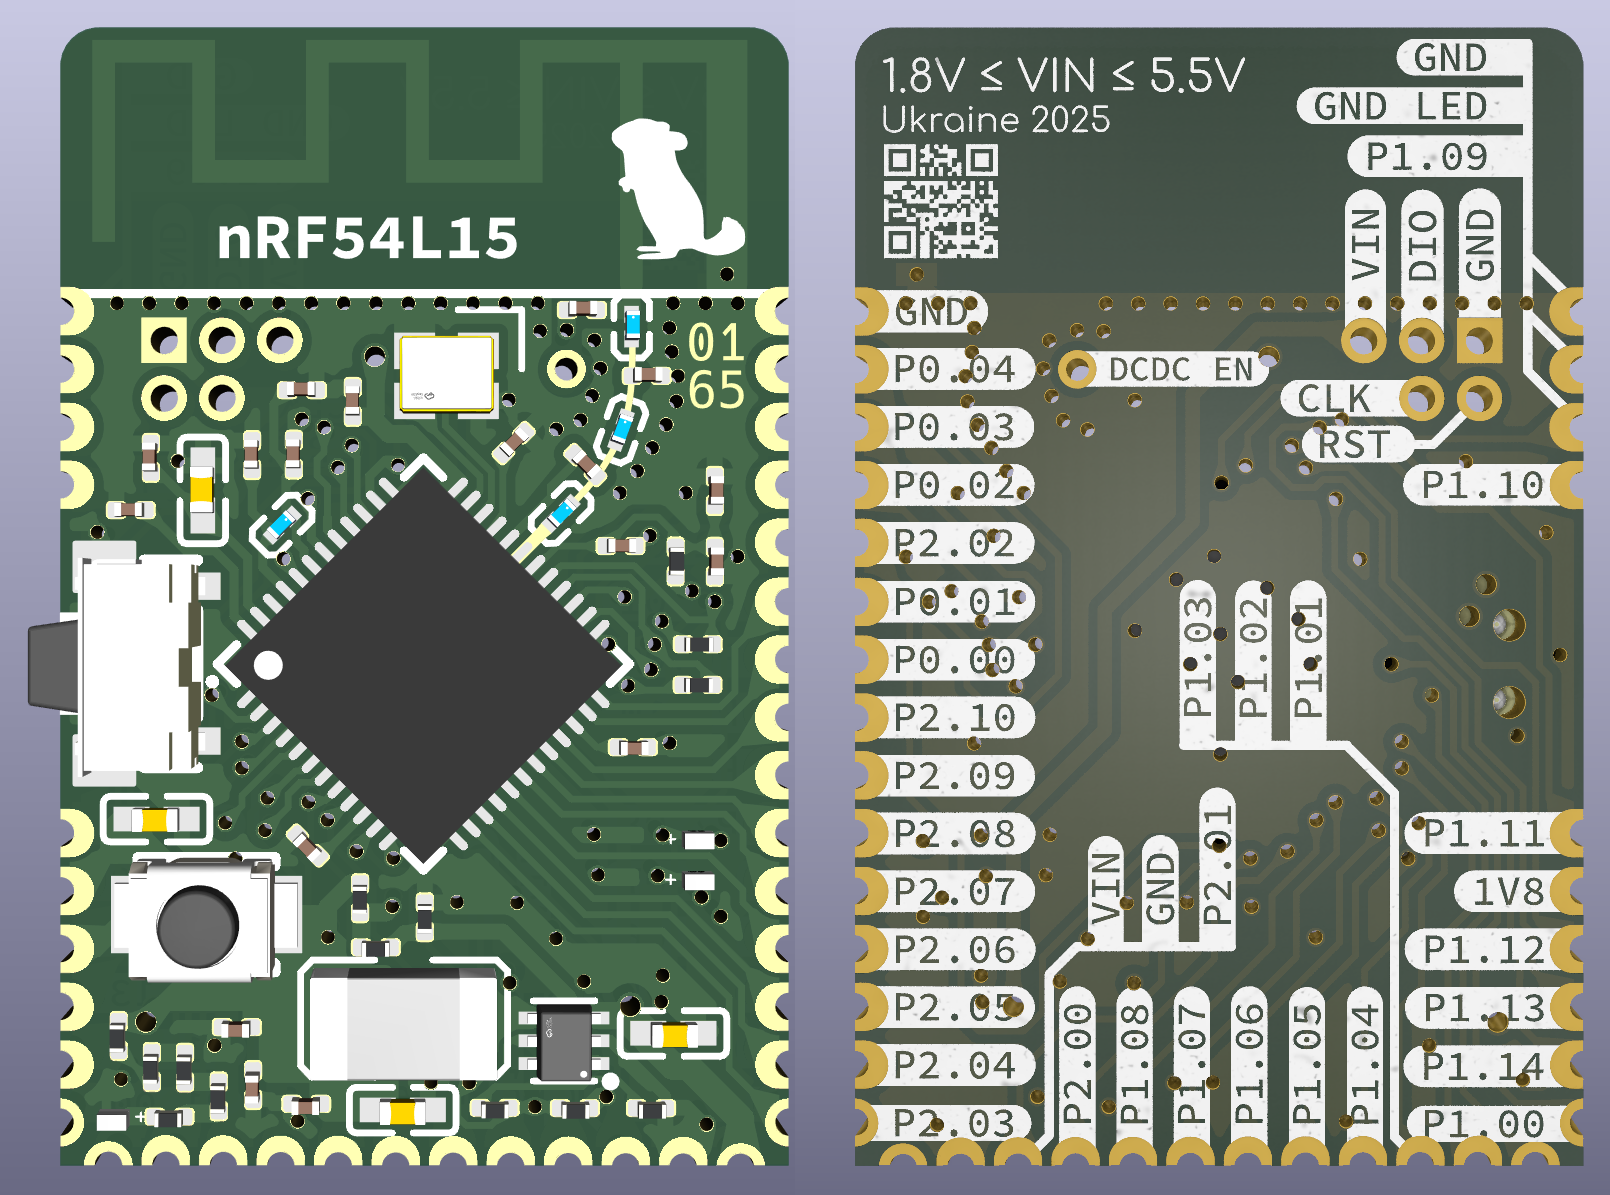 nRF54L15
01
65
+
+
+
1.8V ≤ VIN ≤ 5.5V
Ukraine 2025
GND
GND LED
P1.09
VIN
DIO
GND
GND
P0.04
DCDC EN
P0.03
CLK
RST
P0.02
P1.10
P2.02
P0.01
P0.00
P2.10
P2.09
P1.03
P1.02
P1.01
P2.08
P1.11
P2.07
1V8
VIN
GND
P2.01
P2.06
P1.12
P2.05
P1.13
P2.04
P1.14
P2.03
P1.00
P2.00
P1.08
P1.07
P1.06
P1.05
P1.04